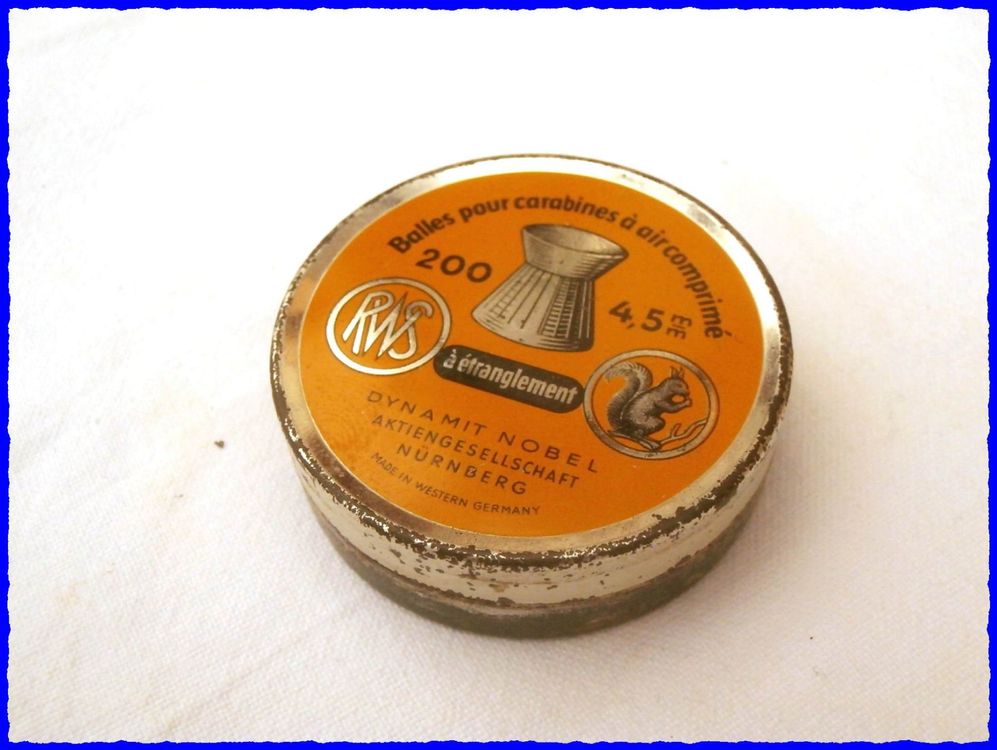 Balles pour carabines à air comprimé
200
4,5 m/m
RWS
à étranglement
DYNAMIT NOBEL
AKTIENGESELLSCHAFT
NÜRNBERG
MADE IN WESTERN GERMANY